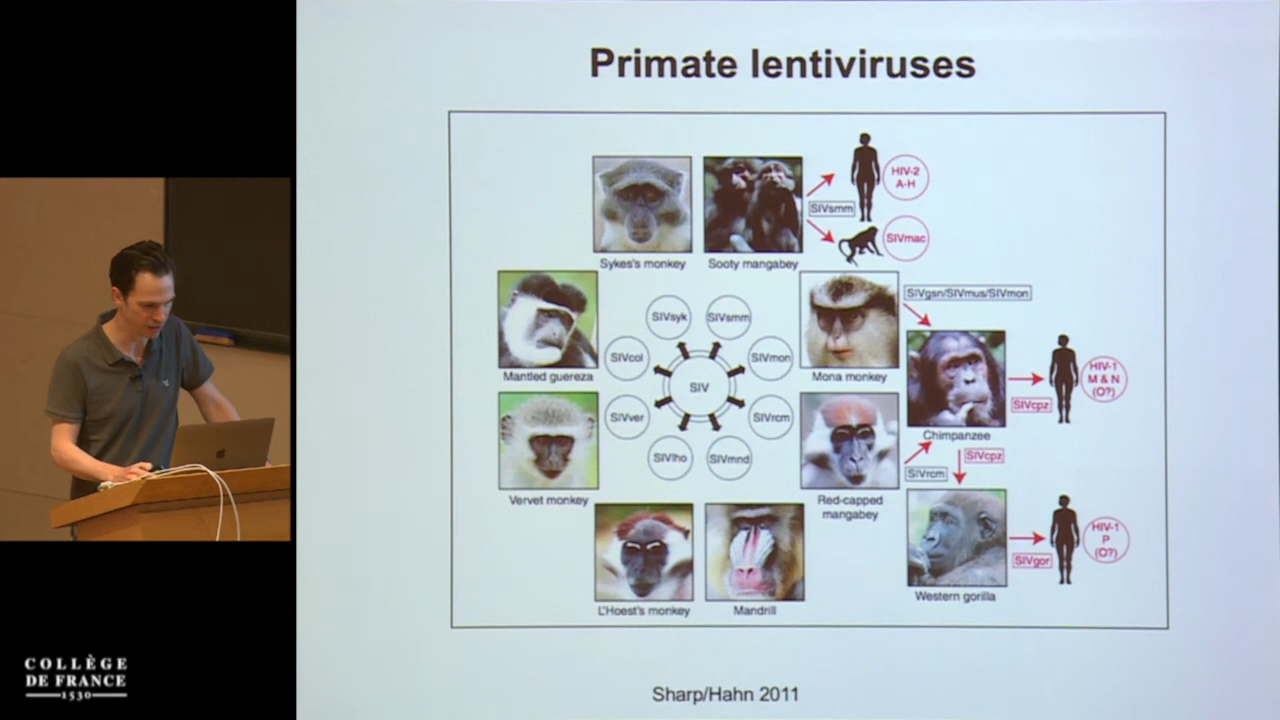 Primate lentiviruses
HIV-2
A-H
SIVsmm
SIVmac
Sykes's monkey
Sooty mangabey
SIVgsn/SIVmus/SIVmon
SIVsyk
SIVsmm
SIVcol
SIVmon
Mantled guereza
Mona monkey
SIV
HIV-1
M & N
(O?)
SIVcpz
SIVver
SIVrcm
Chimpanzee
SIVcpz
SIVlho
SIVmnd
SIVrcm
Vervet monkey
Red-capped
mangabey
HIV-1
P
(O?)
SIVgor
Western gorilla
L'Hoest's monkey
Mandrill
Sharp/Hahn 2011
COLLÈGE
DE FRANCE
1530